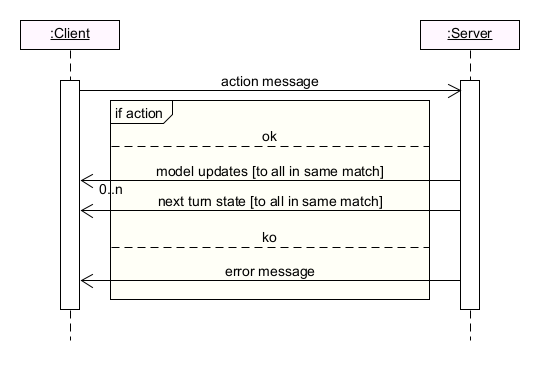 :Client
:Server
action message
if action
ok
model updates [to all in same match]
0..n
next turn state [to all in same match]
ko
error message